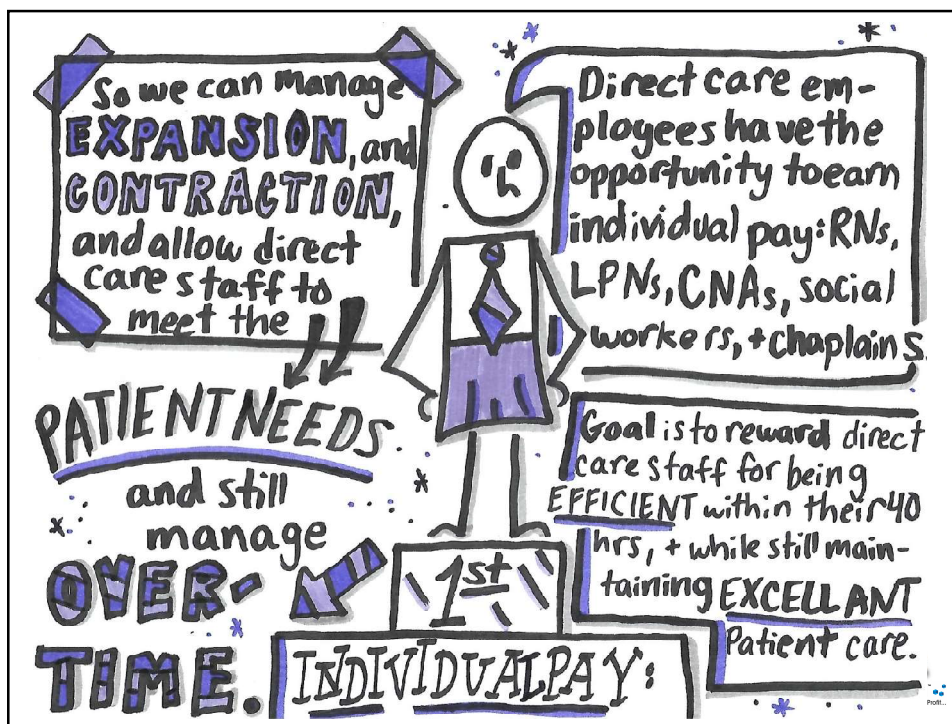 So we can manage
EXPANSION, and
CONTRACTION,
and allow direct
care staff to
meet the
PATIENT NEEDS
and still
manage
OVER-
TIME.
1st
INDIVIDUAL PAY:
Direct care em-
ployees have the
opportunity to earn
individual pay: RNs,
LPNs, CNAs, social
workers, + chaplains
Goal is to reward direct
care staff for being
EFFICIENT within their 40
hrs, + while still main-
taining EXCELLANT
Patient care.
Profit...